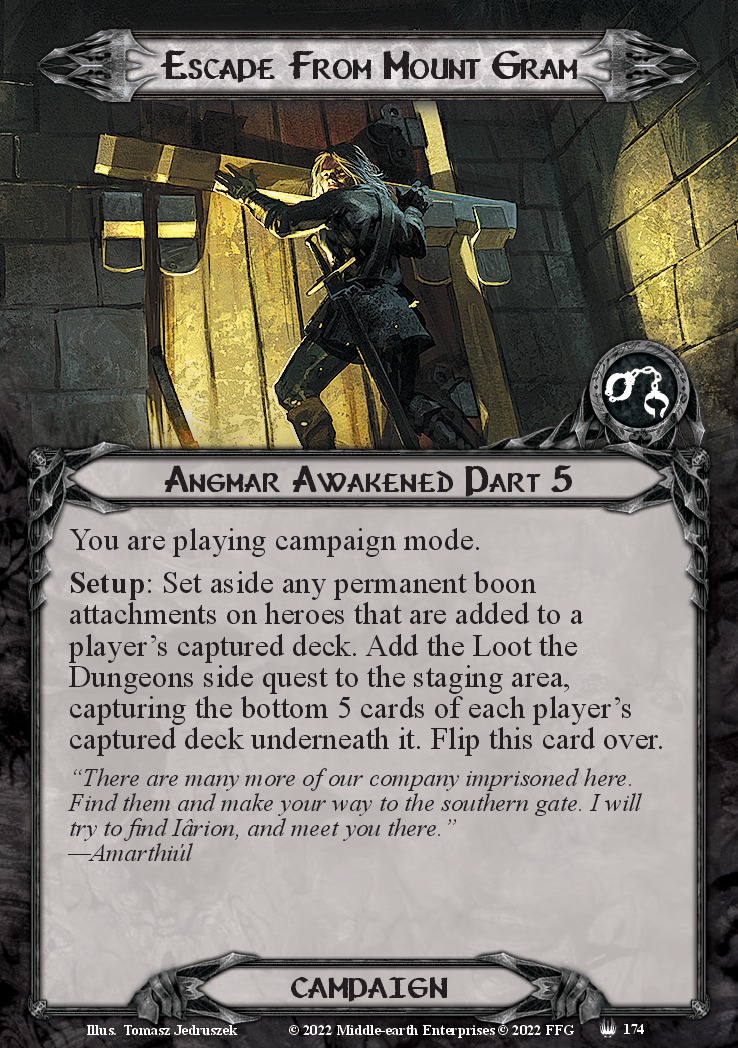 Escape From Mount Gram
Angmar Awakened Part 5
You are playing campaign mode.
Setup: Set aside any permanent boon
attachments on heroes that are added to a
player’s captured deck. Add the Loot the
Dungeons side quest to the staging area,
capturing the bottom 5 cards of each player’s
captured deck underneath it. Flip this card over.
“There are many more of our company imprisoned here.
Find them and make your way to the southern gate. I will
try to find Iârion, and meet you there.”
—Amarthiúl
CAMPAIGN
Illus. Tomasz Jedruszek © 2022 Middle-earth Enterprises © 2022 FFG 174